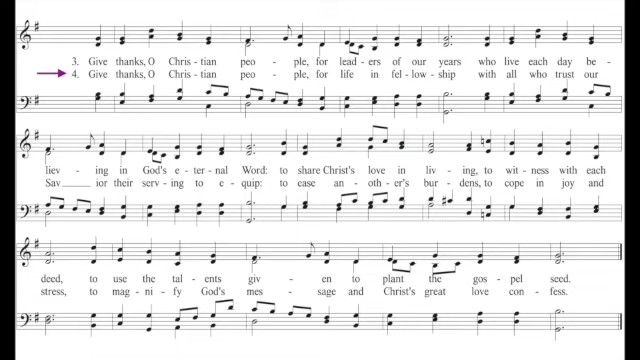 3. Give thanks, O Chris - tian peo - ple, for lead - ers of our years who live each day be -
4. Give thanks, O Chris - tian peo - ple, for life in fel - low - ship with all who trust our
liev - ing in God's e - ter - nal Word: to share Christ's love in liv - ing, to wit - ness with each
Sav - ior their serv - ing to e - quip: to ease an - oth - er's bur - dens, to cope in joy and
deed, to use the tal - ents giv - en to plant the gos - pel seed.
stress, to mag - ni - fy God's mes - sage and Christ's great love con - fess.